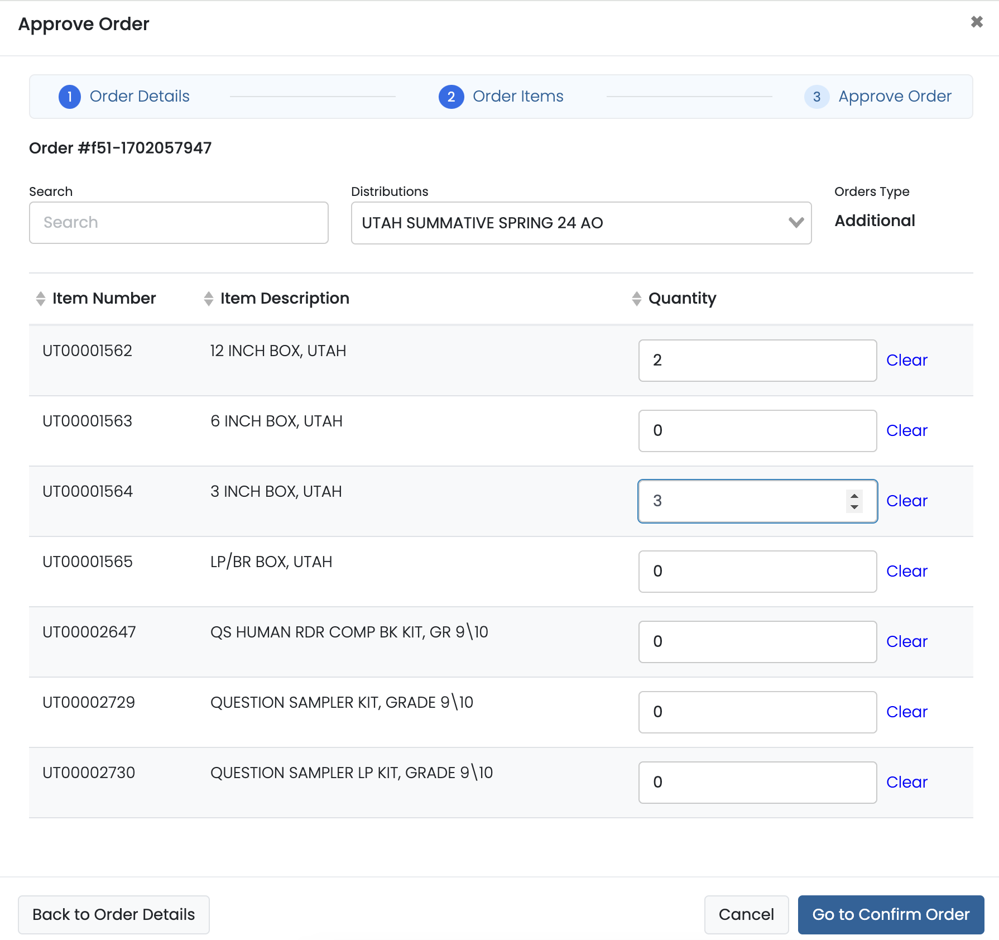 Approve Order
1 Order Details 2 Order Items 3 Approve Order
Order #f51-1702057947
Search Distributions Orders Type
Search UTAH SUMMATIVE SPRING 24 AO Additional
Item Number Item Description Quantity
UT00001562 12 INCH BOX, UTAH 2 Clear
UT00001563 6 INCH BOX, UTAH 0 Clear
UT00001564 3 INCH BOX, UTAH 3 Clear
UT00001565 LP/BR BOX, UTAH 0 Clear
UT00002647 QS HUMAN RDR COMP BK KIT, GR 9\10 0 Clear
UT00002729 QUESTION SAMPLER KIT, GRADE 9\10 0 Clear
UT00002730 QUESTION SAMPLER LP KIT, GRADE 9\10 0 Clear
Back to Order Details Cancel Go to Confirm Order